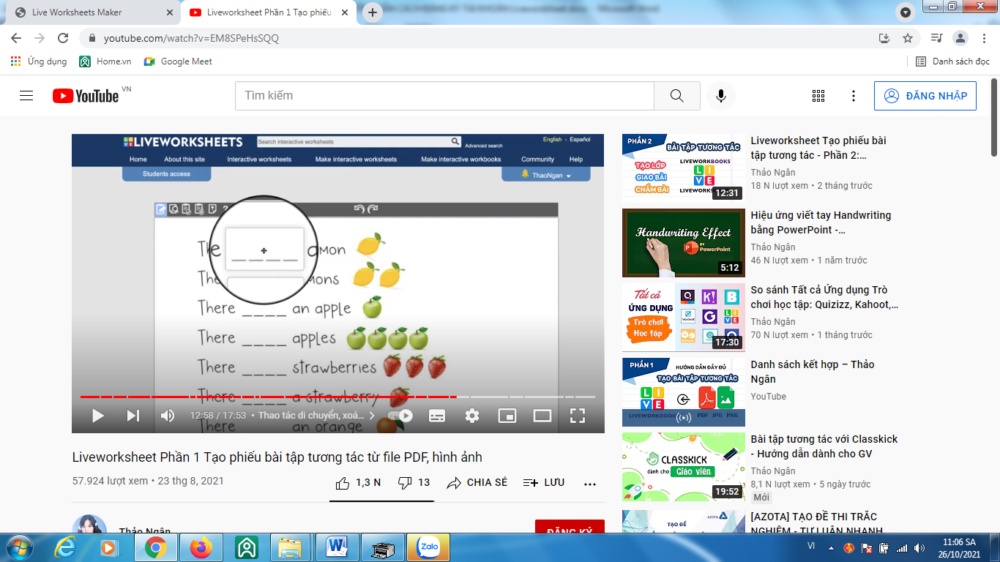 Live Worksheets Maker
Liveworksheet Phần 1 Tạo phiếu
youtube.com/watch?v=EM8SPeHsSQQ
Ứng dụng
Home.vn
Google Meet
Danh sách đọc
YouTube VN
Tìm kiếm
ĐĂNG NHẬP
LIVEWORKSHEETS
Search interactive worksheets
Advanced search
English - Español
Home
About this site
Interactive worksheets
Make interactive worksheets
Make interactive workbooks
Community
Help
Students access
ThaoNgan
There ____ an apple
There ____ apples
There ____ strawberries
There ____ a strawberry
There ____ an orange
12:58 / 17:53 • Thao tác di chuyển, xoá...
Liveworksheet Phần 1 Tạo phiếu bài tập tương tác từ file PDF, hình ảnh
57.924 lượt xem • 23 thg 8, 2021
1,3 N
13
CHIA SẺ
LƯU
Thảo Ngân
ĐĂNG KÝ
PHẦN 2
BÀI TẬP TƯƠNG TÁC
TẠO LỚP
GIAO BÀI
CHẤM BÀI
LIVEWORKBOOKS
LIVE
12:31
Liveworksheet Tạo phiếu bài
tập tương tác - Phần 2:...
Thảo Ngân
18 N lượt xem • 2 tháng trước
Handwriting Effect
BY
PowerPoint
5:12
Hiệu ứng viết tay Handwriting
bằng PowerPoint -...
Thảo Ngân
46 N lượt xem • 1 năm trước
Tất cả
ỨNG DỤNG
Trò chơi
Học tập
17:30
So sánh Tất cả Ứng dụng Trò
chơi học tập: Quizizz, Kahoot,...
Thảo Ngân
70 N lượt xem • 1 tháng trước
PHẦN 1
HƯỚNG DẪN ĐẦY ĐỦ
TẠO BÀI TẬP TƯƠNG TÁC
LIVE
PDF JPG PNG
Danh sách kết hợp – Thảo
Ngân
YouTube
CLASSKICK
dành cho Giáo viên
19:52
Bài tập tương tác với Classkick
- Hướng dẫn dành cho GV
Thảo Ngân
8,1 N lượt xem • 5 ngày trước
Mới
AZOTA
TẠO ĐỀ
[AZOTA] TẠO ĐỀ THI TRẮC
NGHIỆM - TỰ LUẬN NHANH
Zalo
VI
11:06 SA
26/10/2021